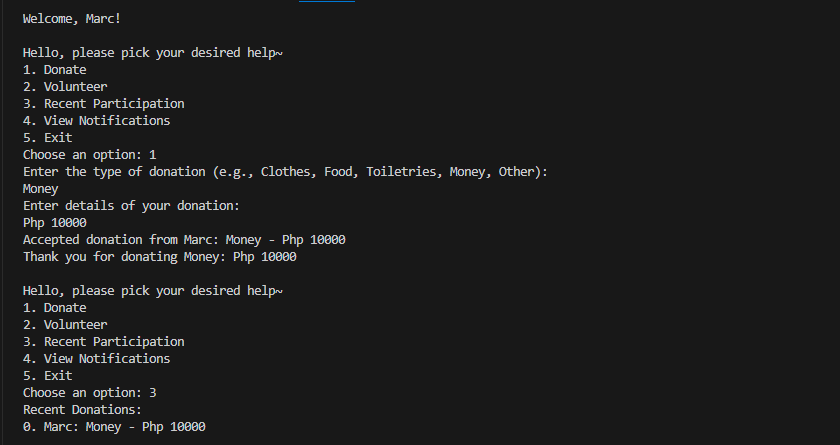 Welcome, Marc!
Hello, please pick your desired help~
1. Donate
2. Volunteer
3. Recent Participation
4. View Notifications
5. Exit
Choose an option: 1
Enter the type of donation (e.g., Clothes, Food, Toiletries, Money, Other):
Money
Enter details of your donation:
Php 10000
Accepted donation from Marc: Money - Php 10000
Thank you for donating Money: Php 10000
Hello, please pick your desired help~
1. Donate
2. Volunteer
3. Recent Participation
4. View Notifications
5. Exit
Choose an option: 3
Recent Donations:
0. Marc: Money - Php 10000